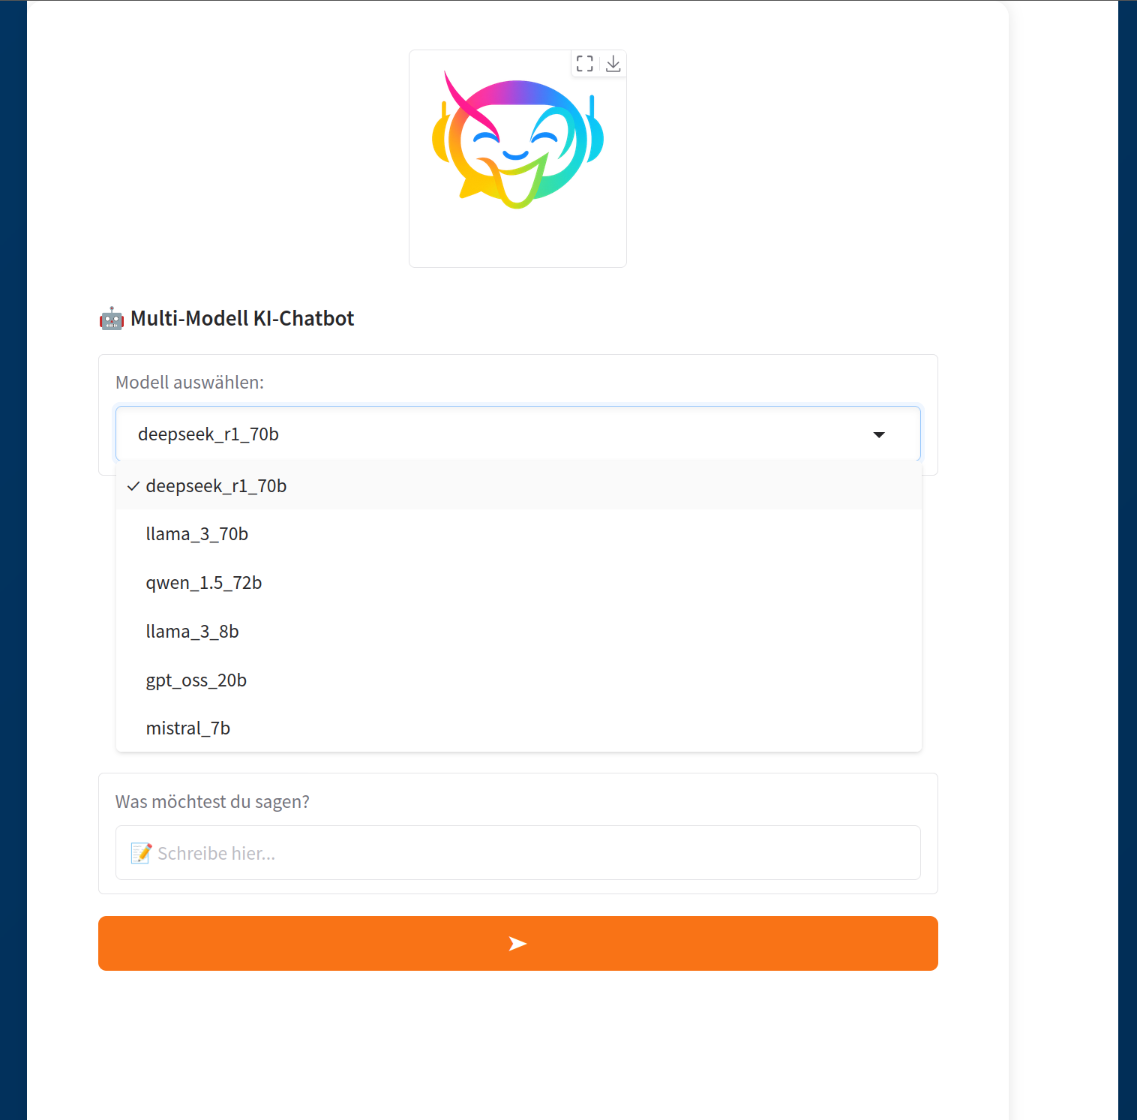 🤖 Multi-Modell KI-Chatbot
Modell auswählen:
deepseek_r1_70b
✓ deepseek_r1_70b
llama_3_70b
qwen_1.5_72b
llama_3_8b
gpt_oss_20b
mistral_7b
Was möchtest du sagen?
📝 Schreibe hier...
➤